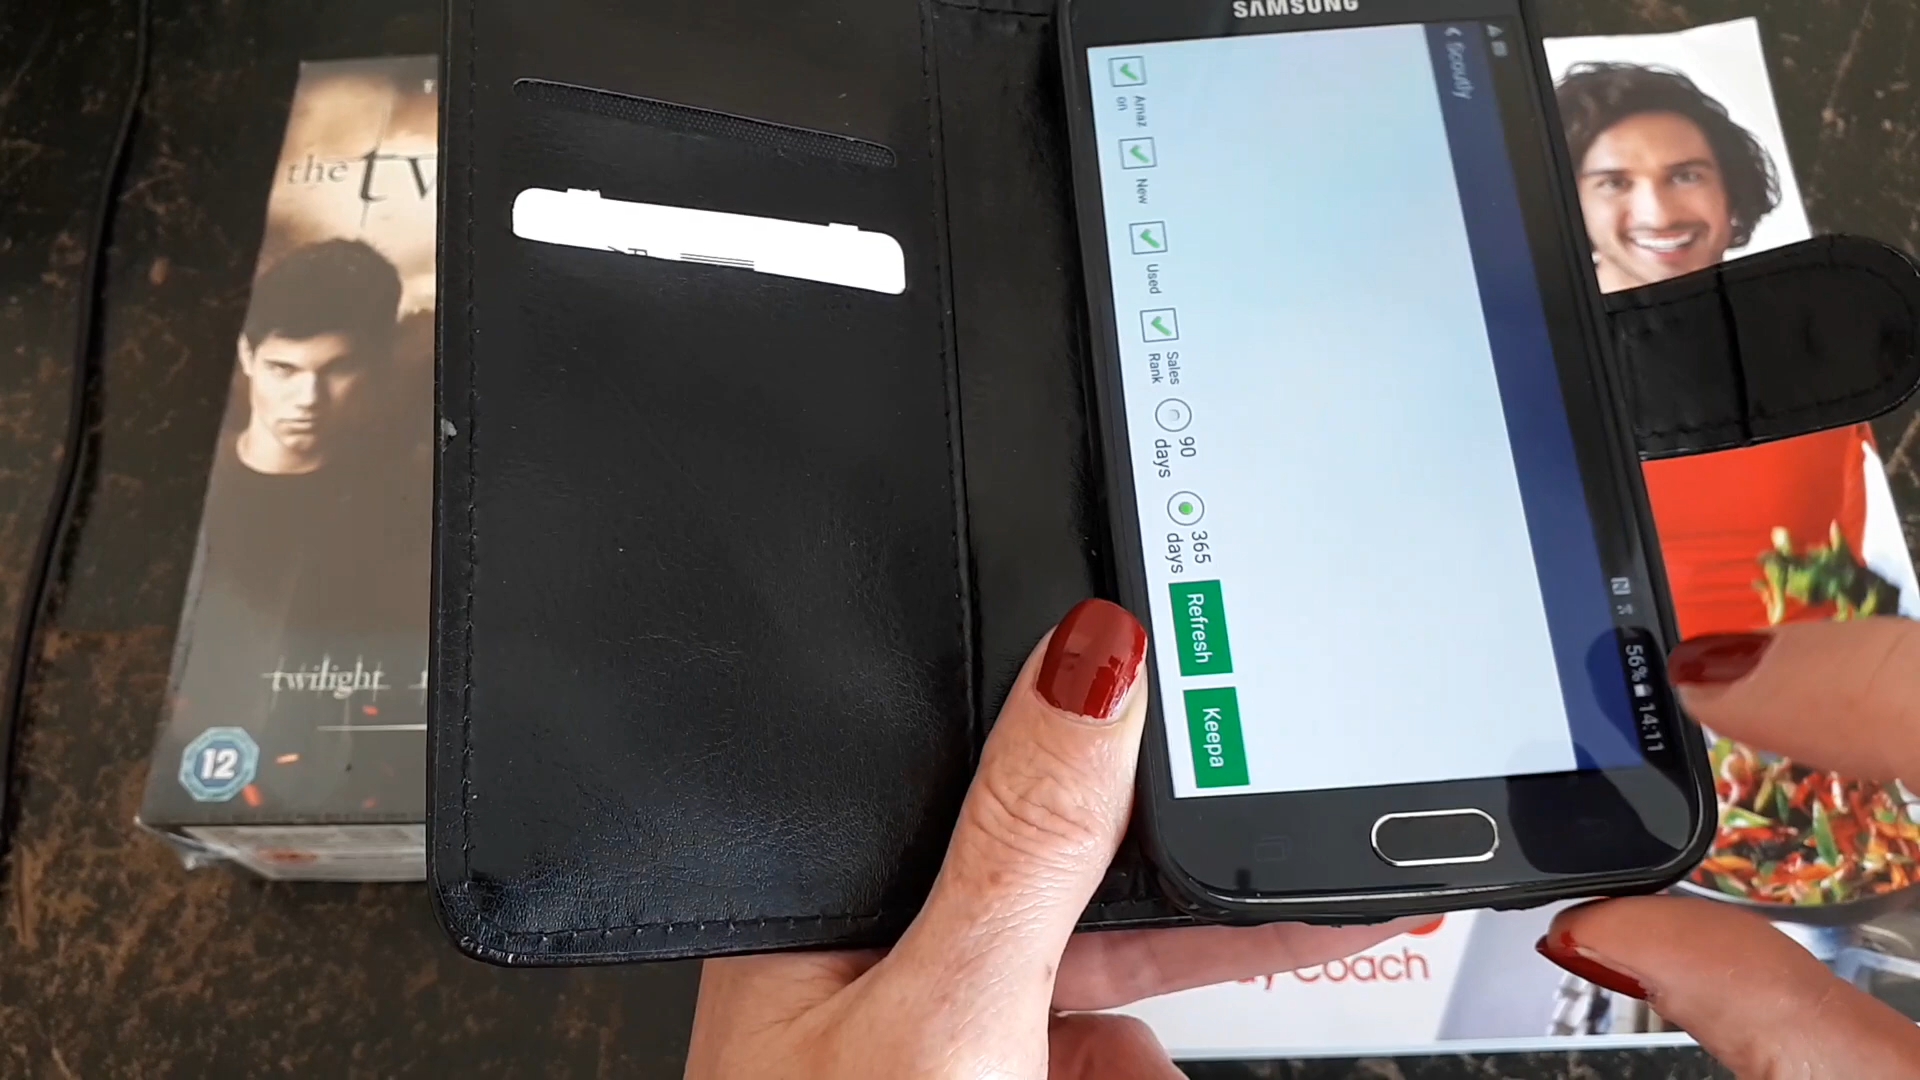 SAMSUNG
Scoutly
56% 14:11
Amaz
on
New
Used
Sales
Rank
90
days
365
days
Refresh
Keepa
the tw
twilight
12
Coach